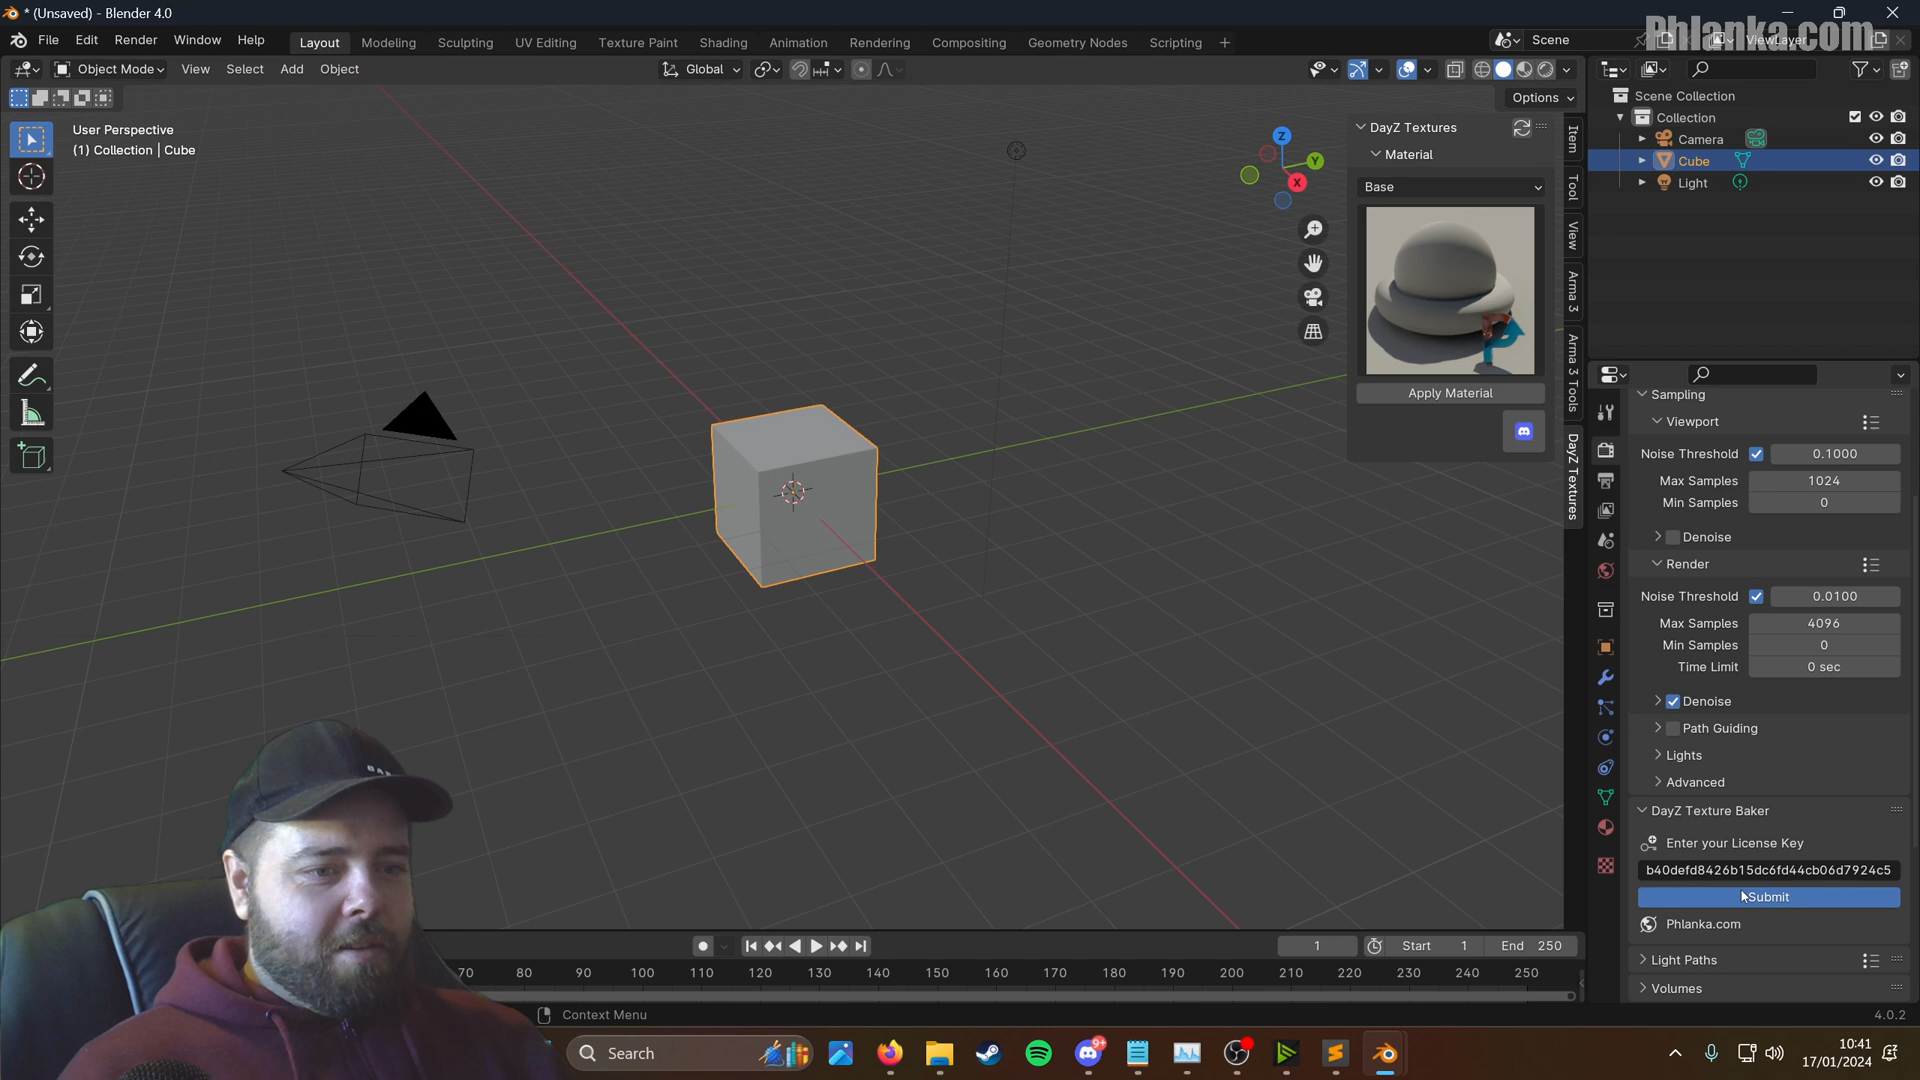 * (Unsaved) - Blender 4.0
Phlanka.com
File Edit Render Window Help
Layout Modeling Sculpting UV Editing Texture Paint Shading Animation Rendering Compositing Geometry Nodes Scripting +
Scene
ViewLayer
Object Mode View Select Add Object
Global
Options
User Perspective
(1) Collection | Cube
Z
Y
X
DayZ Textures
Material
Base
Apply Material
Item
Tool
View
Arma 3
Arma 3 Tools
DayZ Textures
Scene Collection
Collection
Camera
Cube
Light
Sampling
Viewport
Noise Threshold 0.1000
Max Samples 1024
Min Samples 0
Denoise
Render
Noise Threshold 0.0100
Max Samples 4096
Min Samples 0
Time Limit 0 sec
Denoise
Path Guiding
Lights
Advanced
DayZ Texture Baker
Enter your License Key
b40defd8426b15dc6fd44cb06d7924c5
Submit
Phlanka.com
Light Paths
Volumes
1 Start 1 End 250
70 80 90 100 110 120 130 140 150 160 170 180 190 200 210 220 230 240 250
Context Menu
4.0.2
Search
9+
10:41
17/01/2024